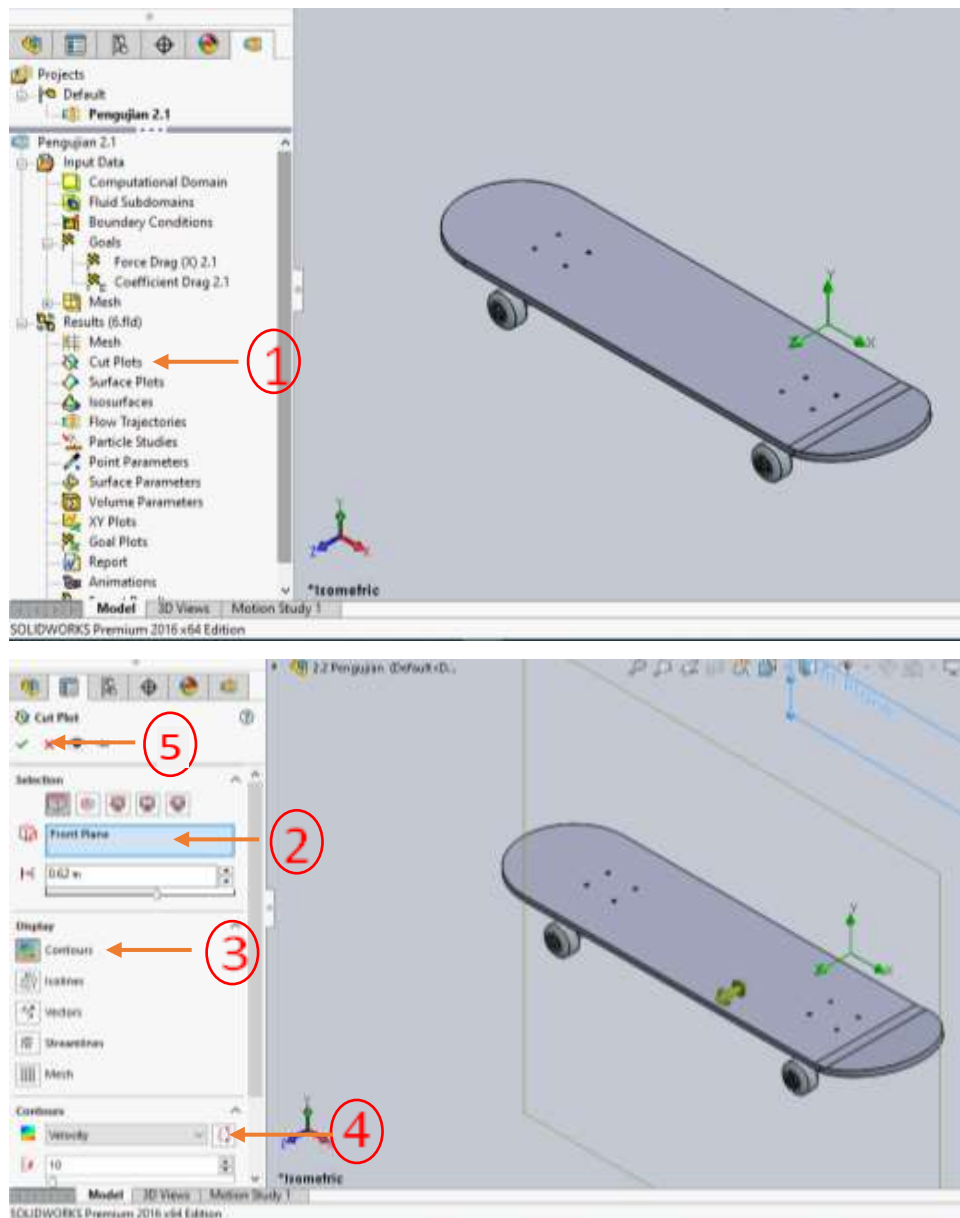 Projects
Default
Pengujian 2.1
Pengujian 2.1
Input Data
Computational Domain
Fluid Subdomains
Boundary Conditions
Goals
Force Drag (X) 2.1
Coefficient Drag 2.1
Mesh
Results (6.fld)
Mesh
Cut Plots
1
Surface Plots
Isosurfaces
Flow Trajectories
Particle Studies
Point Parameters
Surface Parameters
Volume Parameters
XY Plots
Goal Plots
Report
Animations
Y
Z
X
Y
Z
X
*Isometric
Model 3D Views Motion Study 1
SOLIDWORKS Premium 2016 x64 Edition
2.2 Pengujian (Default<D...
Cut Plot
5
Selection
Front Plane
2
0.62 m
Display
Contours
3
Isolines
Vectors
Streamlines
Mesh
Contours
Velocity
4
10
Y
*Isometric
Model 3D Views Motion Study 1
SOLIDWORKS Premium 2016 x64 Edition